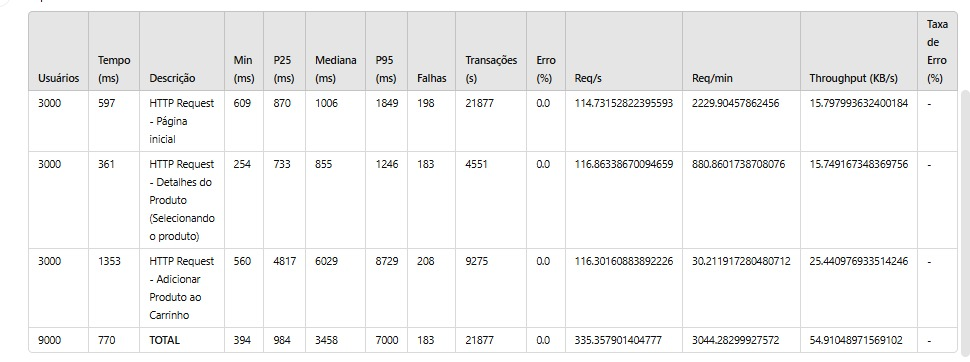 Usuários Tempo (ms) Descrição Min (ms) P25 (ms) Mediana (ms) P95 (ms) Falhas Transações (s) Erro (%) Req/s Req/min Throughput (KB/s) Taxa de Erro (%)
3000 597 HTTP Request - Página inicial 609 870 1006 1849 198 21877 0.0 114.73152822395593 2229.90457862456 15.797993632400184 -
3000 361 HTTP Request - Detalhes do Produto (Selecionando o produto) 254 733 855 1246 183 4551 0.0 116.86338670094659 880.8601738708076 15.749167348369756 -
3000 1353 HTTP Request - Adicionar Produto ao Carrinho 560 4817 6029 8729 208 9275 0.0 116.30160883892226 30.211917280480712 25.440976933514246 -
9000 770 TOTAL 394 984 3458 7000 183 21877 0.0 335.357901404777 3044.28299927572 54.91048971569102 -